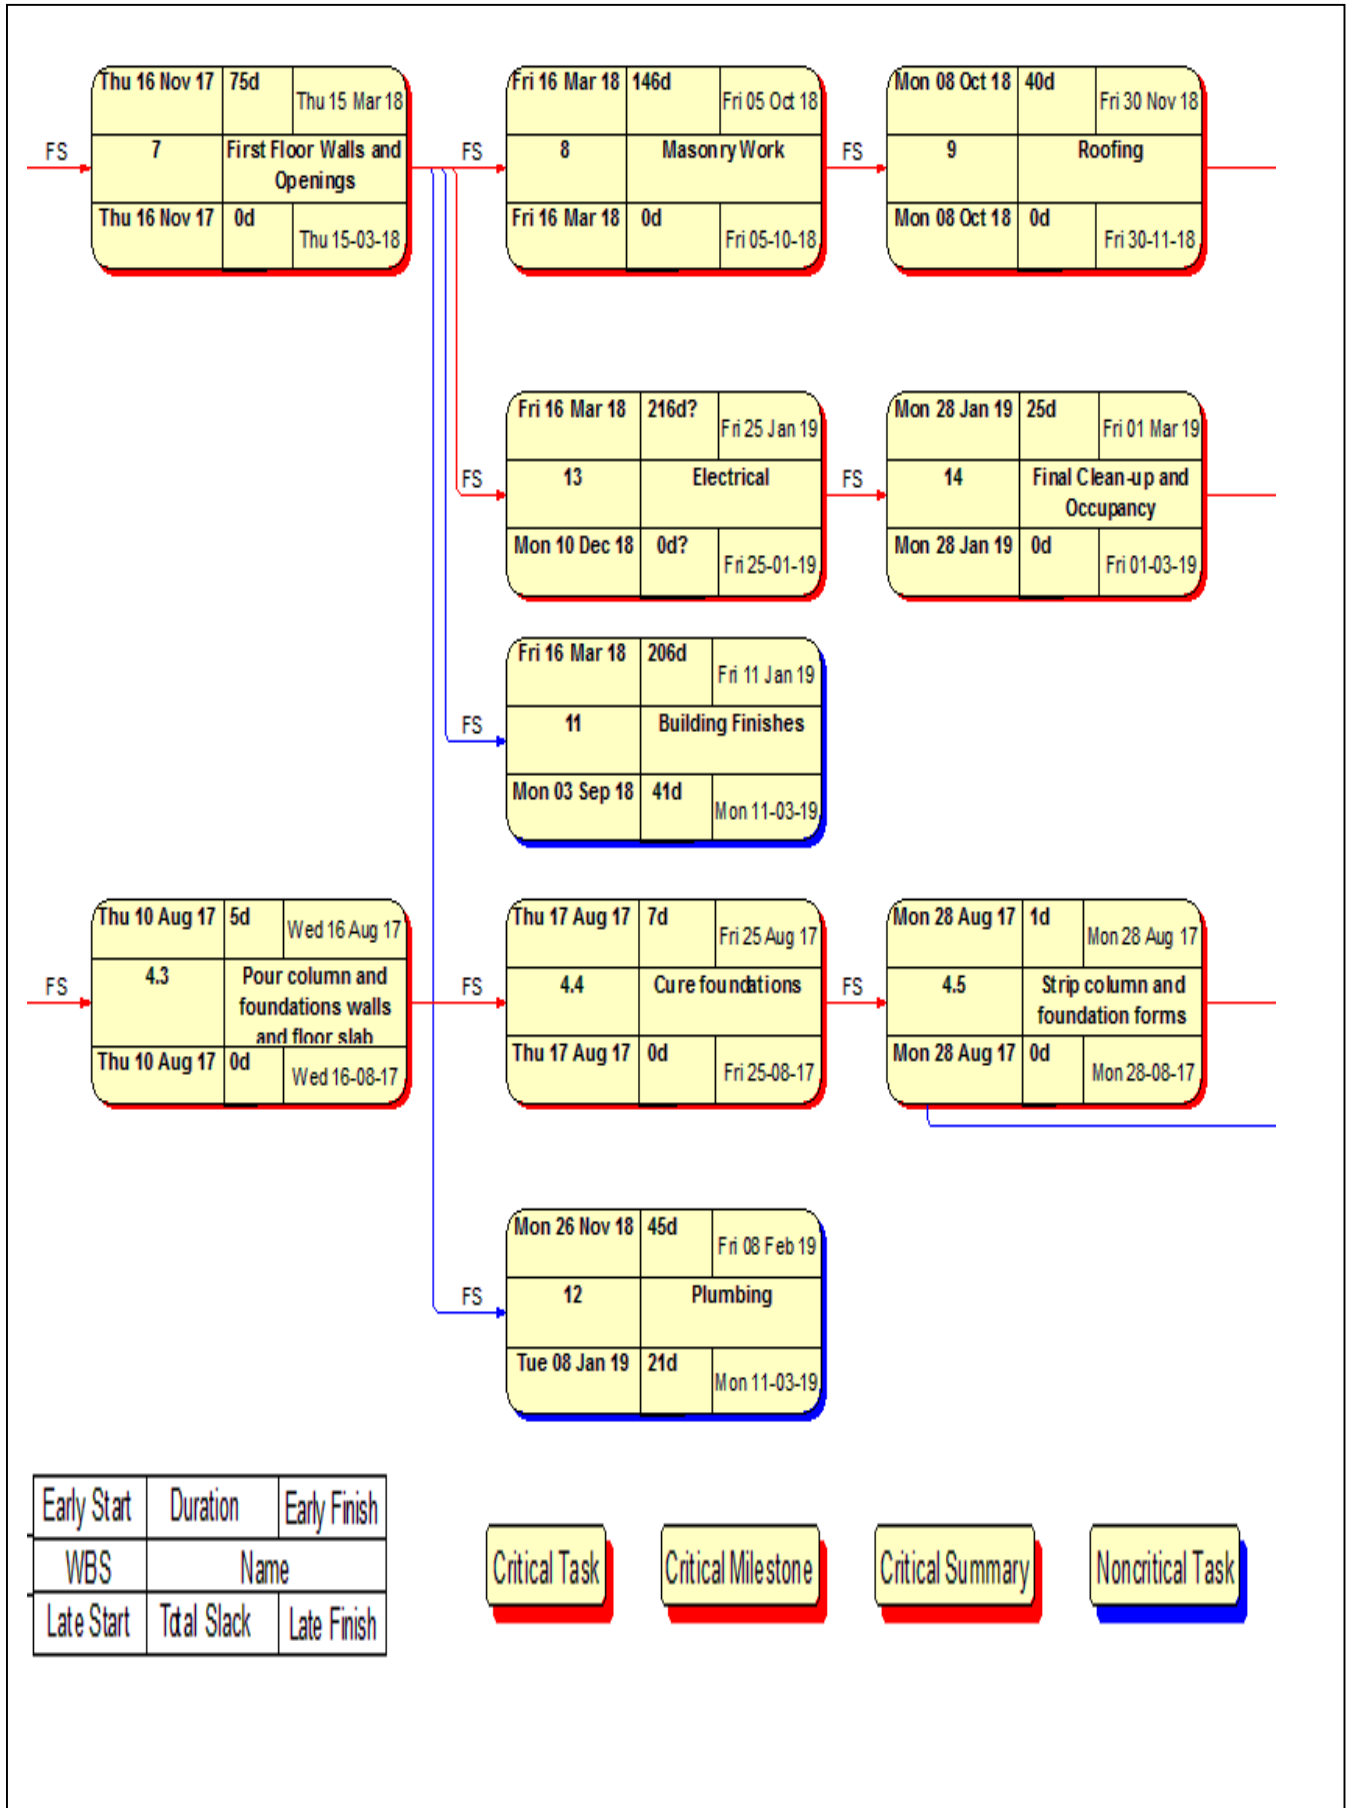 Thu 16 Nov 17 75d Thu 15 Mar 18
FS 7 First Floor Walls and
Openings
Thu 16 Nov 17 0d Thu 15-03-18
Fri 16 Mar 18 146d Fri 05 Oct 18
FS 8 Masonry Work
Fri 16 Mar 18 0d Fri 05-10-18
Mon 08 Oct 18 40d Fri 30 Nov 18
FS 9 Roofing
Mon 08 Oct 18 0d Fri 30-11-18
Fri 16 Mar 18 216d? Fri 25 Jan 19
FS 13 Electrical
Mon 10 Dec 18 0d? Fri 25-01-19
Mon 28 Jan 19 25d Fri 01 Mar 19
FS 14 Final Clean-up and
Occupancy
Mon 28 Jan 19 0d Fri 01-03-19
Fri 16 Mar 18 206d Fri 11 Jan 19
FS 11 Building Finishes
Mon 03 Sep 18 41d Mon 11-03-19
Thu 10 Aug 17 5d Wed 16 Aug 17
FS 4.3 Pour column and
foundations walls
and floor slab
Thu 10 Aug 17 0d Wed 16-08-17
Thu 17 Aug 17 7d Fri 25 Aug 17
FS 4.4 Cure foundations
Thu 17 Aug 17 0d Fri 25-08-17
Mon 28 Aug 17 1d Mon 28 Aug 17
FS 4.5 Strip column and
foundation forms
Mon 28 Aug 17 0d Mon 28-08-17
Mon 26 Nov 18 45d Fri 08 Feb 19
FS 12 Plumbing
Tue 08 Jan 19 21d Mon 11-03-19
Early Start Duration Early Finish
WBS Name
Late Start Total Slack Late Finish
Critical Task
Critical Milestone
Critical Summary
Noncritical Task